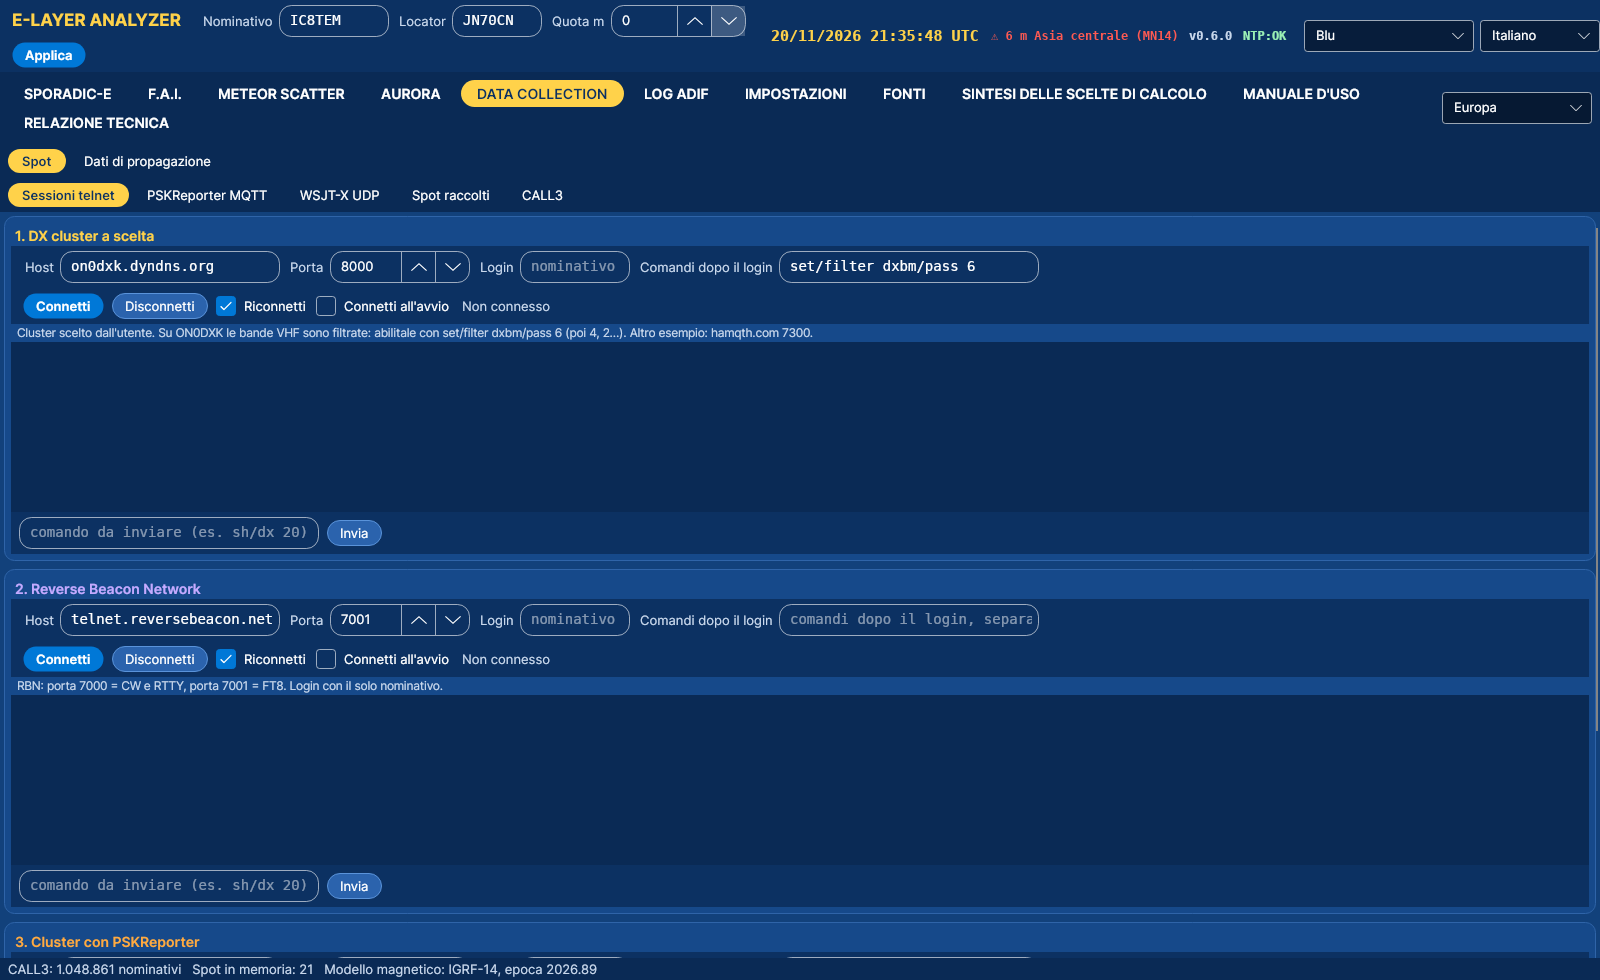 E-LAYER ANALYZER Nominativo IC8TEM Locator JN70CN Quota m 0
20/11/2026 21:35:48 UTC ⚠ 6 m Asia centrale (MN14) v0.6.0 NTP:OK Blu Italiano
Applica
SPORADIC-E F.A.I. METEOR SCATTER AURORA DATA COLLECTION LOG ADIF IMPOSTAZIONI FONTI SINTESI DELLE SCELTE DI CALCOLO MANUALE D'USO
RELAZIONE TECNICA
Europa
Spot Dati di propagazione
Sessioni telnet PSKReporter MQTT WSJT-X UDP Spot raccolti CALL3
1. DX cluster a scelta
Host on0dxk.dyndns.org Porta 8000 Login nominativo Comandi dopo il login set/filter dxbm/pass 6
Connetti Disconnetti Riconnetti Connetti all'avvio Non connesso
Cluster scelto dall'utente. Su ON0DXK le bande VHF sono filtrate: abilitale con set/filter dxbm/pass 6 (poi 4, 2...). Altro esempio: hamqth.com 7300.
comando da inviare (es. sh/dx 20) Invia
2. Reverse Beacon Network
Host telnet.reversebeacon.net Porta 7001 Login nominativo Comandi dopo il login comandi dopo il login, separa
Connetti Disconnetti Riconnetti Connetti all'avvio Non connesso
RBN: porta 7000 = CW e RTTY, porta 7001 = FT8. Login con il solo nominativo.
comando da inviare (es. sh/dx 20) Invia
3. Cluster con PSKReporter
CALL3: 1.048.861 nominativi Spot in memoria: 21 Modello magnetico: IGRF-14, epoca 2026.89